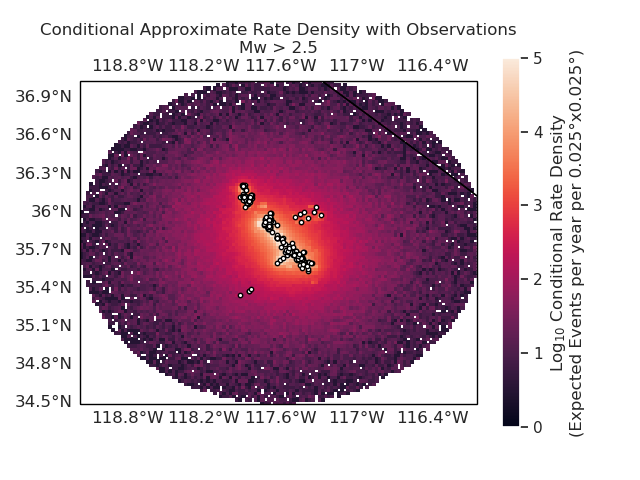 Conditional Approximate Rate Density with Observations
Mw > 2.5
118.8°W 118.2°W 117.6°W 117°W 116.4°W
36.9°N
36.6°N
36.3°N
36°N
35.7°N
35.4°N
35.1°N
34.8°N
34.5°N
118.8°W 118.2°W 117.6°W 117°W 116.4°W
5
4
3
2
1
0
Log₁₀ Conditional Rate Density
(Expected Events per year per 0.025°x0.025°)